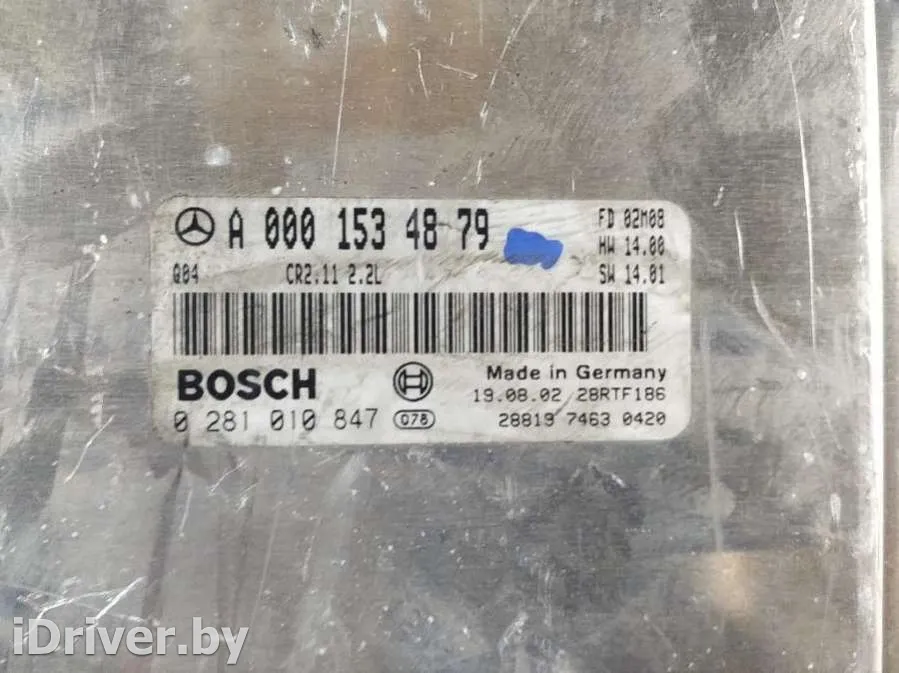 A 000 153 48 79
FD 02M08
HW 14.00
Q04 CR2.11 2.2L SW 14.01
BOSCH
Made in Germany
19.08.02 28RTF186
0 281 010 847 Q78 28819 7463 0420
iDriver.by